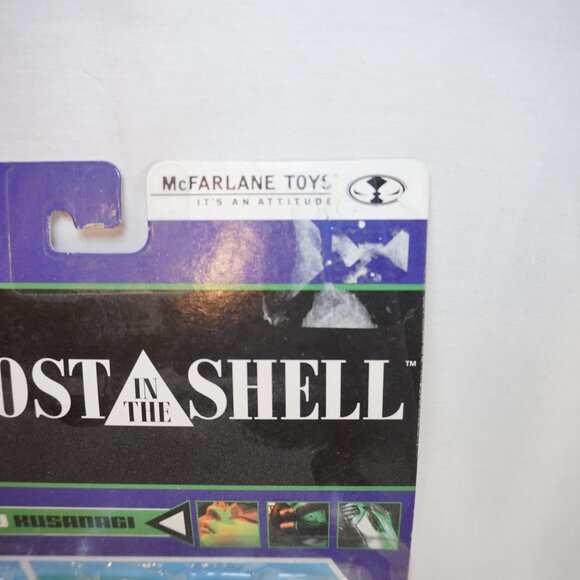 McFARLANE TOYS
IT'S AN ATTITUDE
OST IN THE SHELL™
KUSANAGI